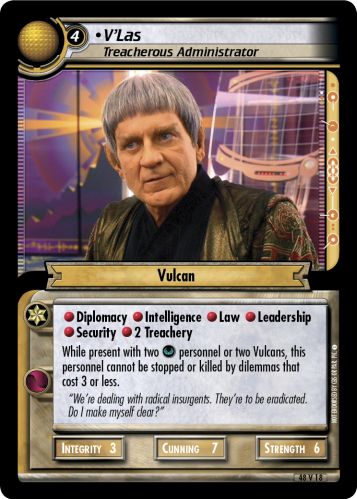 4
• V'Las
Treacherous Administrator
Vulcan
Diplomacy Intelligence Law Leadership
Security 2 Treachery
While present with two personnel or two Vulcans, this
personnel cannot be stopped or killed by dilemmas that
cost 3 or less.
"We're dealing with radical insurgents. They're to be eradicated.
Do I make myself clear?"
INTEGRITY 3 CUNNING 7 STRENGTH 6
48 V 18